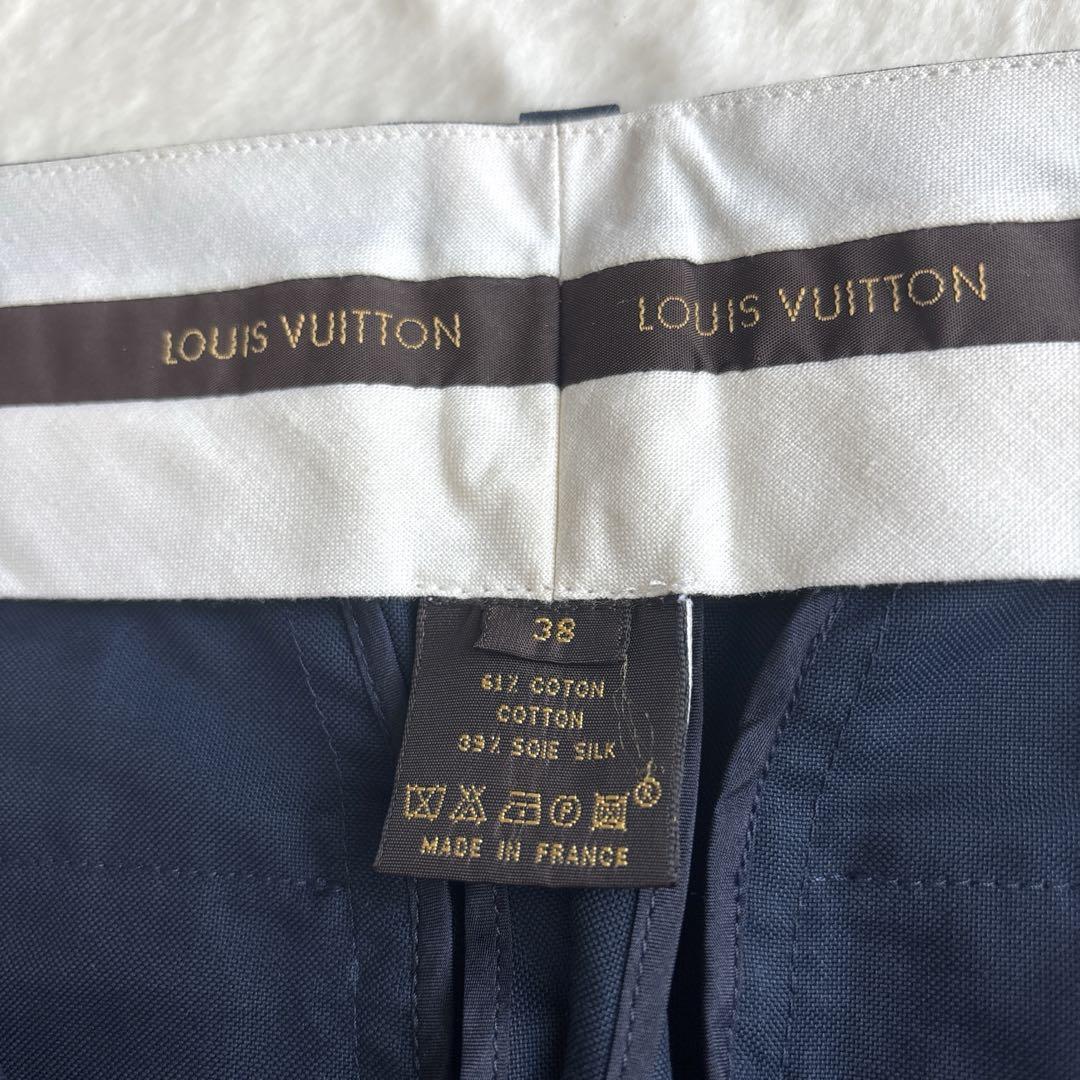 LOUIS VUITTON
LOUIS VUITTON
38
61% COTON
COTTON
39% SOIE SILK
F
®
MADE IN FRANCE